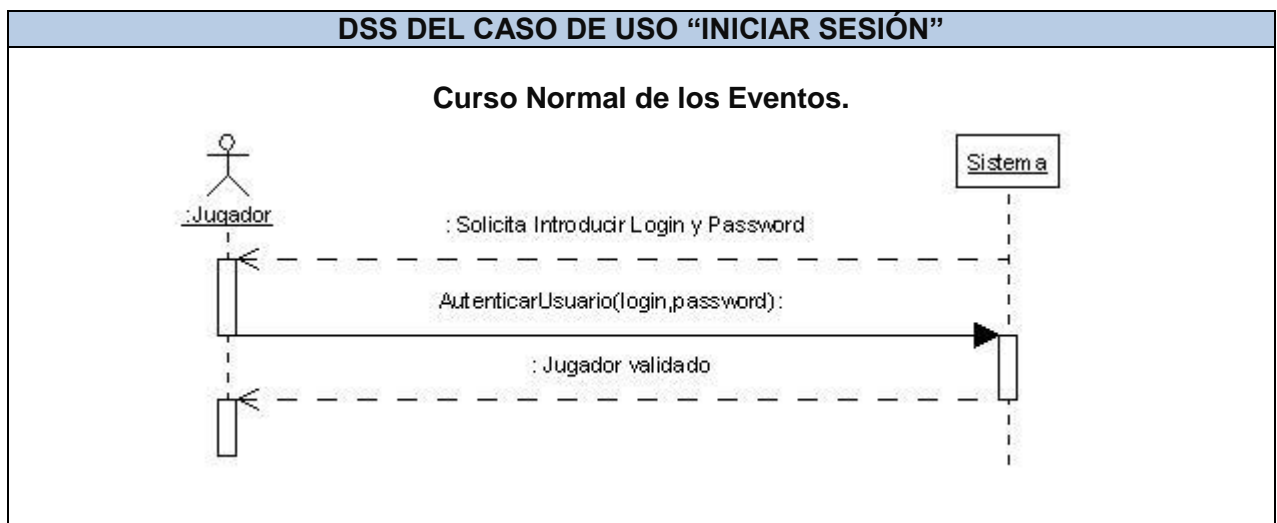 DSS DEL CASO DE USO “INICIAR SESIÓN”
Curso Normal de los Eventos.
Sistema
:Jugador
: Solicita Introducir Login y Password
AutenticarUsuario(login,password):
: Jugador validado